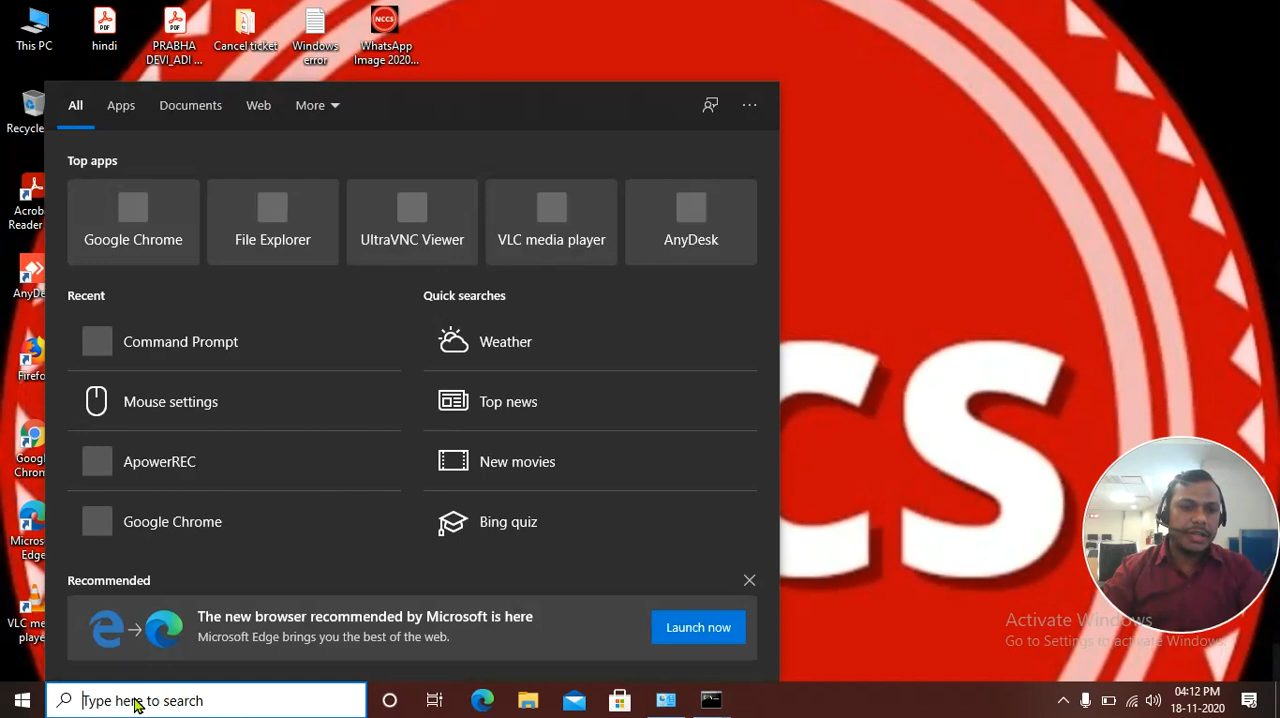 This PC
hindi
PRABHA
DEVI_ADI ...
Cancel ticket
Windows
error
NCCS
WhatsApp
Image 2020...
Recycle
Acrob
Reader
AnyDe
Firefo
Goog
Chrom
Micros
Edge
VLC me
playe
All
Apps
Documents
Web
More
Top apps
Google Chrome
File Explorer
UltraVNC Viewer
VLC media player
AnyDesk
Recent
Command Prompt
Mouse settings
ApowerREC
Google Chrome
Quick searches
Weather
Top news
New movies
Bing quiz
Recommended
The new browser recommended by Microsoft is here
Microsoft Edge brings you the best of the web.
Launch now
CS
Activate Windows
Go to Settings to activate Windows.
Type here to search
04:12 PM
18-11-2020